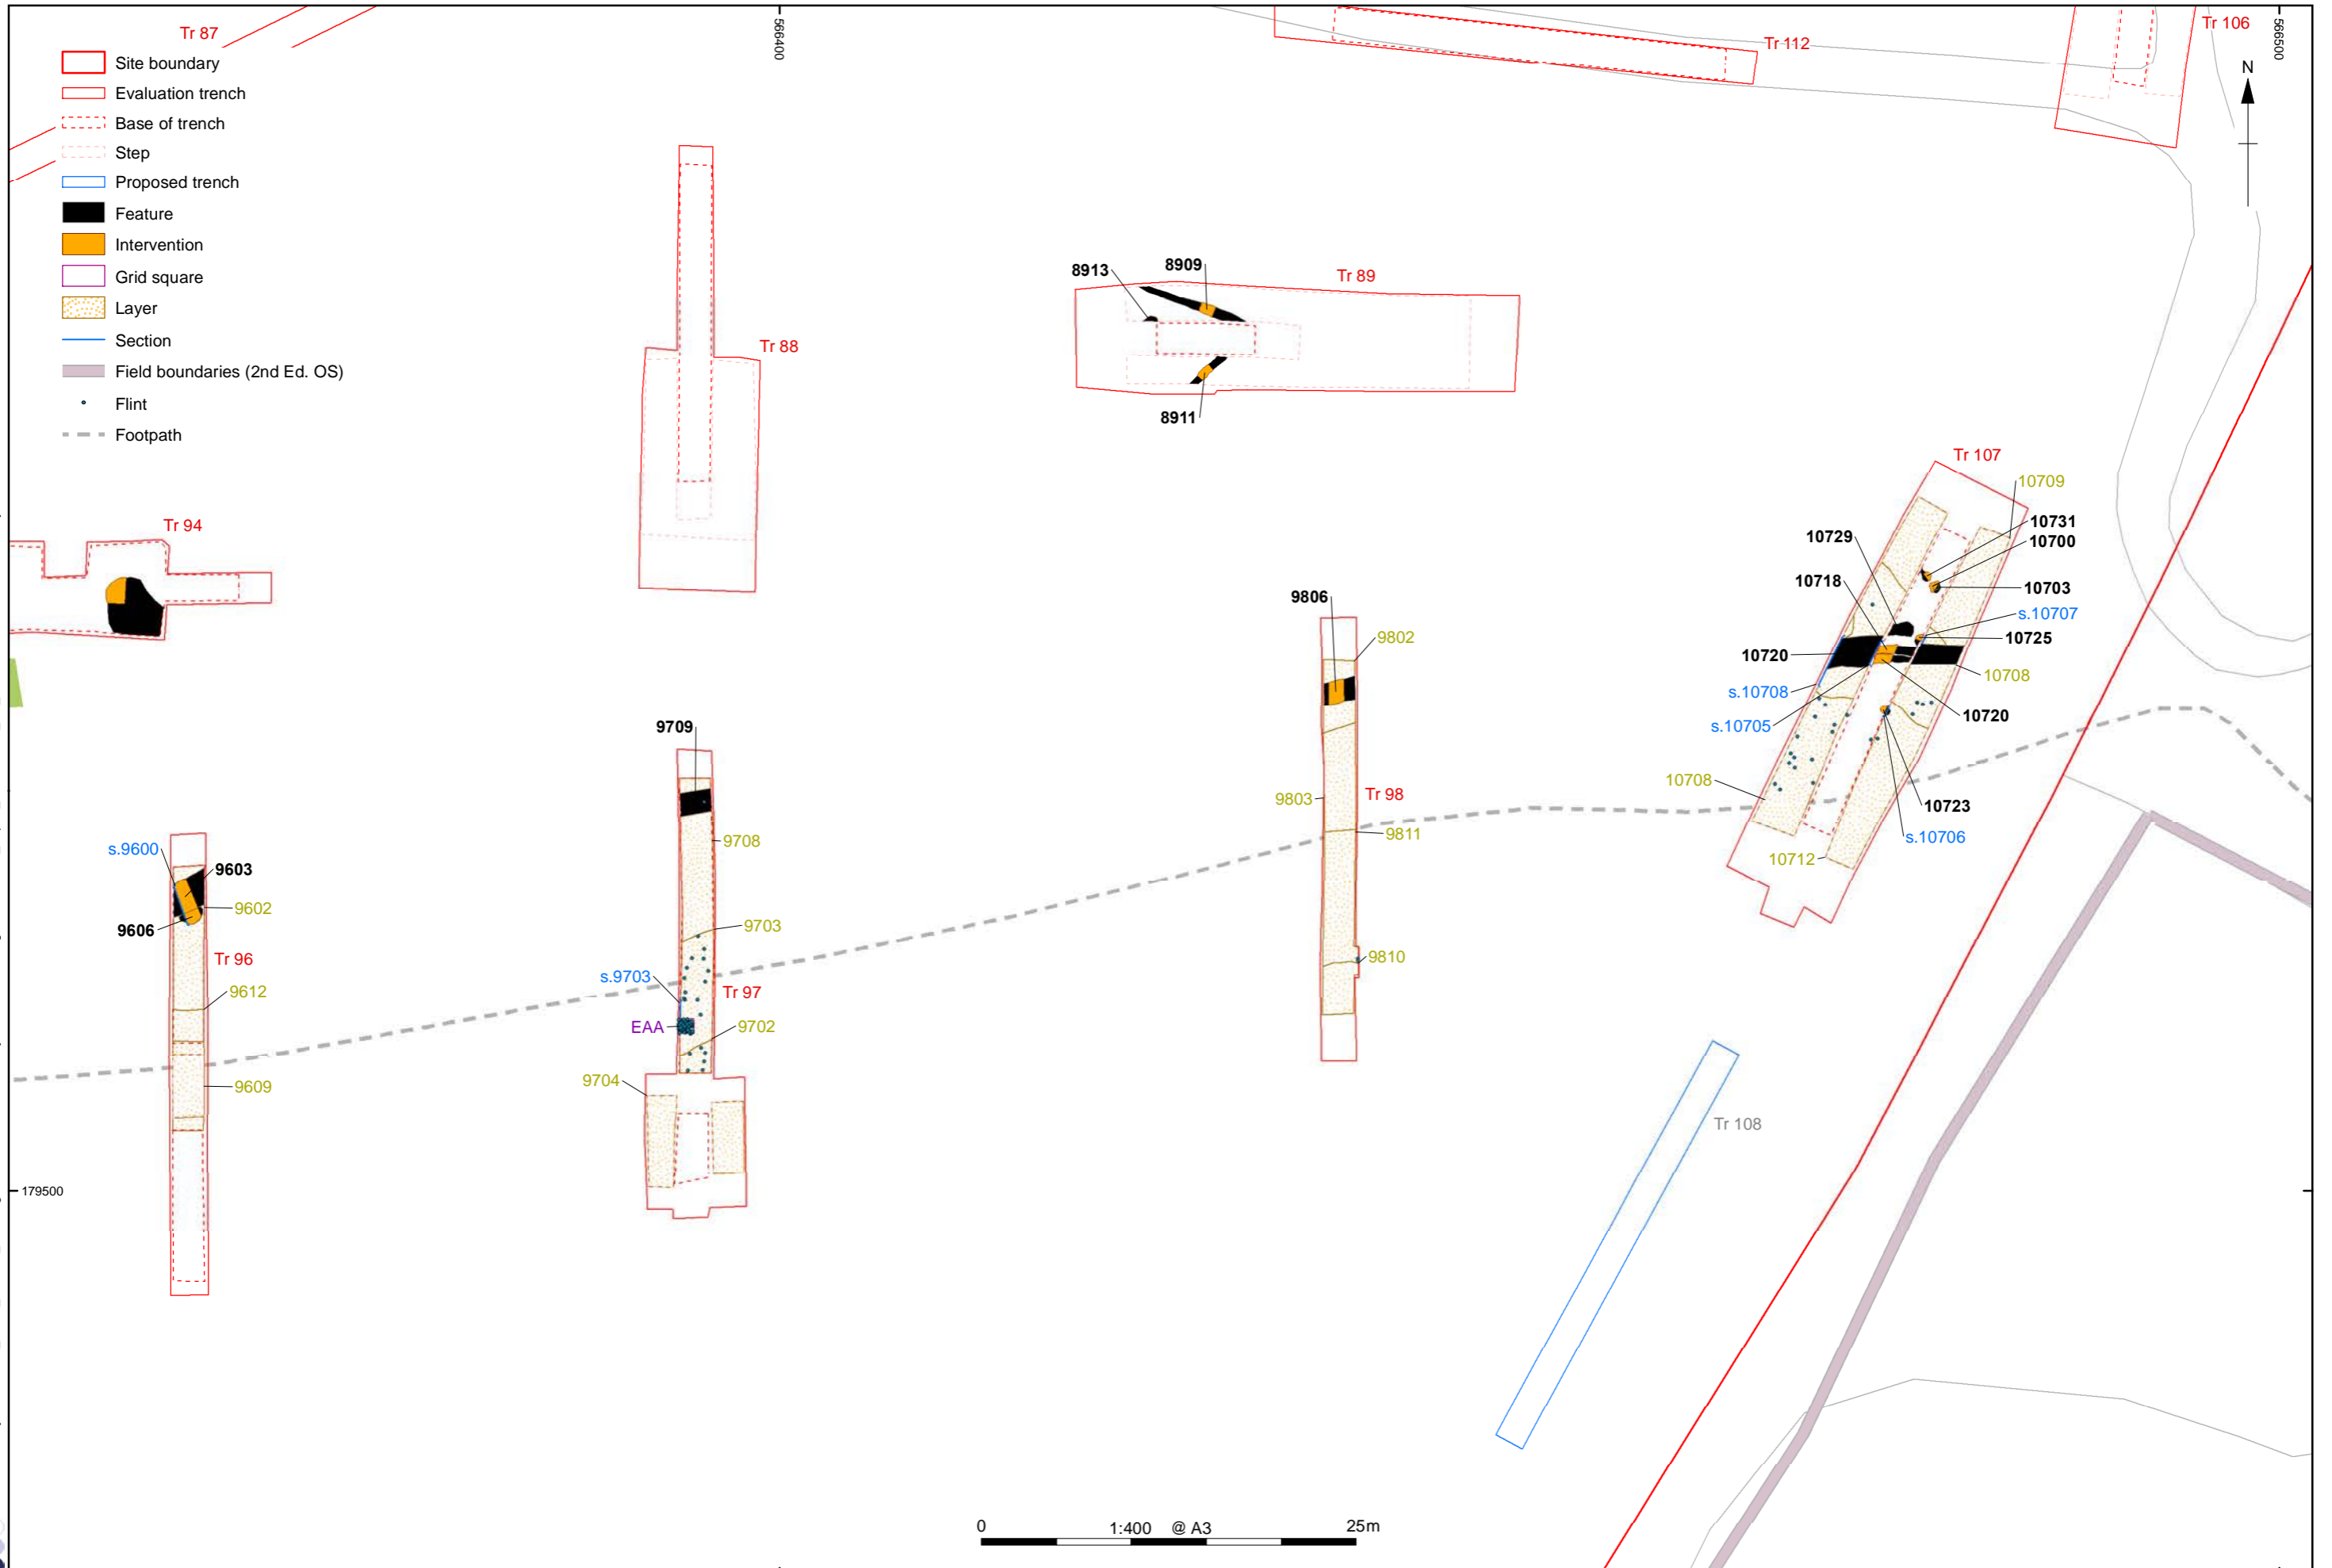 Tr 87
Site boundary
Evaluation trench
Base of trench
Step
Proposed trench
Feature
Intervention
Grid square
Layer
Section
Field boundaries (2nd Ed. OS)
Flint
Footpath
566400
566500
Tr 112
Tr 106
N
8913
8909
Tr 89
8911
Tr 88
Tr 94
Tr 107
10709
10731
10700
10729
10718
10703
s.10707
10725
10720
10708
s.10708
10720
s.10705
10708
10723
s.10706
10712
9806
9802
9803
Tr 98
9811
9810
9709
9708
9703
s.9703
Tr 97
EAA
9702
9704
s.9600
9603
9602
9606
Tr 96
9612
9609
Tr 108
179500
0
1:400 @ A3
25m